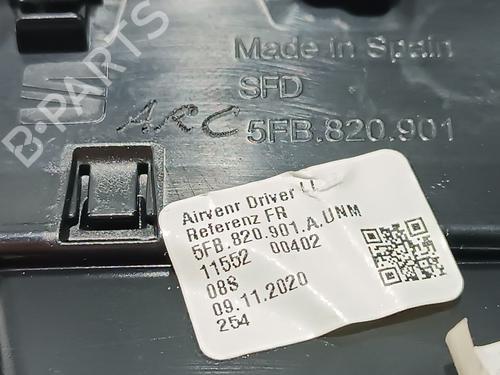 Made in Spain
SFD
ARC 5FB.820.901
B-PARTS
Airvenr Driver LL
Referenz FR
5FB.820.901.A.UNM
11552 00402
08S
09.11.2020
254